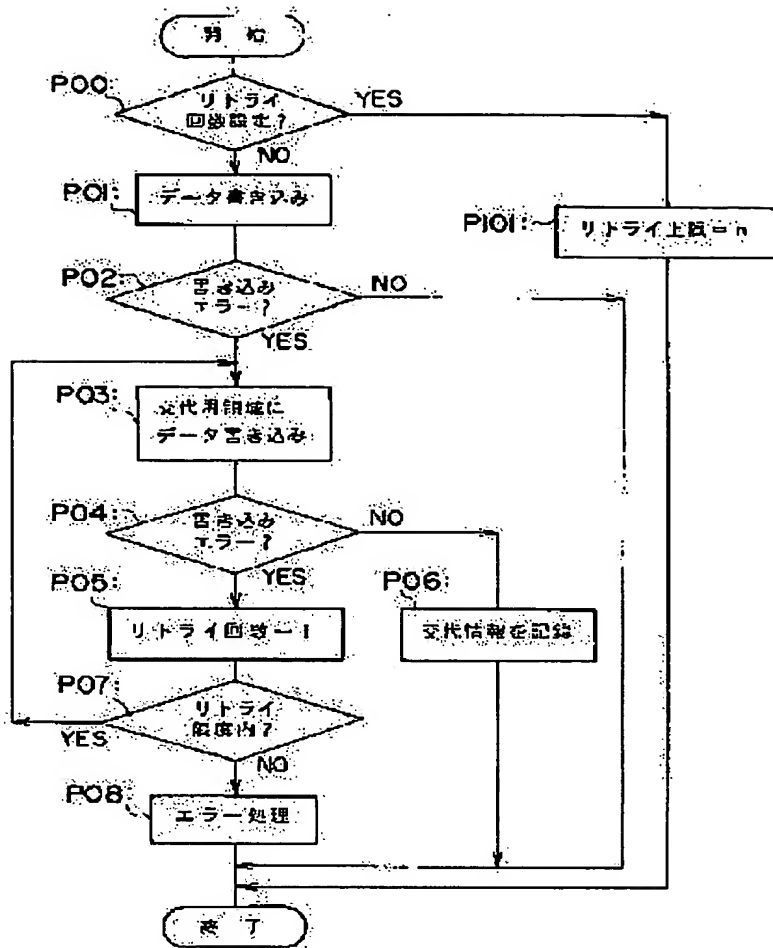 開始
P00:
リトライ
回数設定?
YES
NO
P01:
データ書き込み
P101:
リトライ上限=n
P02:
書き込み
エラー?
NO
YES
P03:
交代用領域に
データ書き込み
P04:
書き込み
エラー?
NO
YES
P05:
リトライ回数-1
P06:
交代情報を記録
P07:
リトライ
限度内?
YES
NO
P08:
エラー処理
終了